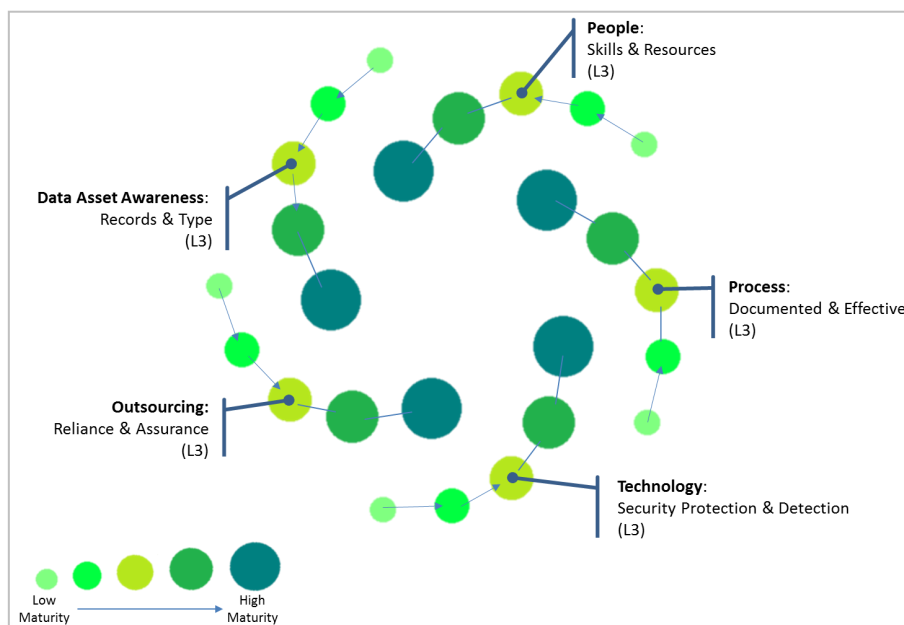 People:
Skills & Resources
(L3)
Data Asset Awareness:
Records & Type
(L3)
Process:
Documented & Effective
(L3)
Outsourcing:
Reliance & Assurance
(L3)
Technology:
Security Protection & Detection
(L3)
Low
Maturity
High
Maturity